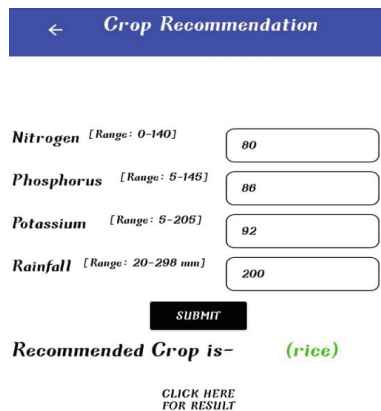 ← Crop Recommendation
Nitrogen [Range: 0-140] 80
Phosphorus [Range: 5-145] 86
Potassium [Range: 5-205] 92
Rainfall [Range: 20-298 mm] 200
SUBMIT
Recommended Crop is- (rice)
CLICK HERE
FOR RESULT